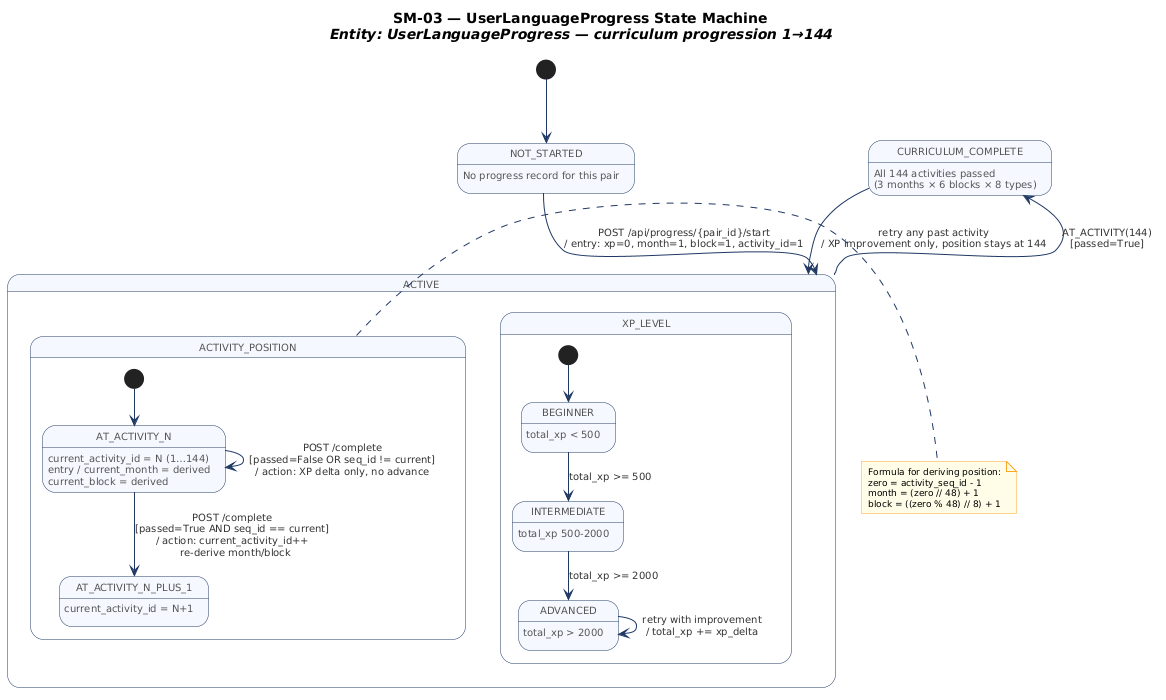 SM-03 — UserLanguageProgress State Machine
Entity: UserLanguageProgress — curriculum progression 1→144
NOT_STARTED
No progress record for this pair
CURRICULUM_COMPLETE
All 144 activities passed
(3 months × 6 blocks × 8 types)
POST /api/progress/{pair_id}/start
/ entry: xp=0, month=1, block=1, activity_id=1
retry any past activity
/ XP improvement only, position stays at 144
AT_ACTIVITY(144)
[passed=True]
ACTIVE
ACTIVITY_POSITION
AT_ACTIVITY_N
current_activity_id = N (1...144)
entry / current_month = derived
current_block = derived
POST /complete
[passed=False OR seq_id != current]
/ action: XP delta only, no advance
POST /complete
[passed=True AND seq_id == current]
/ action: current_activity_id++
re-derive month/block
AT_ACTIVITY_N_PLUS_1
current_activity_id = N+1
XP_LEVEL
BEGINNER
total_xp < 500
total_xp >= 500
INTERMEDIATE
total_xp 500-2000
total_xp >= 2000
ADVANCED
total_xp > 2000
retry with improvement
/ total_xp += xp_delta
Formula for deriving position:
zero = activity_seq_id - 1
month = (zero // 48) + 1
block = ((zero % 48) // 8) + 1